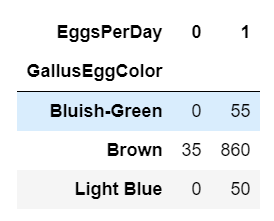 EggsPerDay 0 1
GallusEggColor
Bluish-Green 0 55
Brown 35 860
Light Blue 0 50